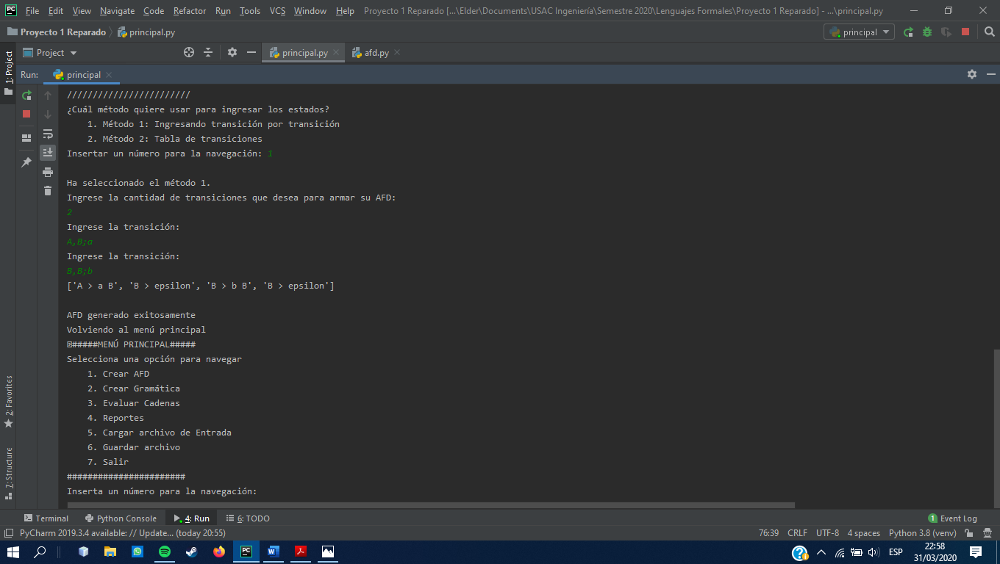 PC File Edit View Navigate Code Refactor Run Tools VCS Window Help Proyecto 1 Reparado [...\Elder\Documents\USAC Ingeniería\Semestre 2020\Lenguajes Formales\Proyecto 1 Reparado] - ...\principal.py
Proyecto 1 Reparado principal.py principal
1: Project
Project principal.py afd.py
Run: principal
////////////////////////
¿Cuál método quiere usar para ingresar los estados?
1. Método 1: Ingresando transición por transición
2. Método 2: Tabla de transiciones
Insertar un número para la navegación: 1
Ha seleccionado el método 1.
Ingrese la cantidad de transiciones que desea para armar su AFD:
2
Ingrese la transición:
A,B;a
Ingrese la transición:
B,B;b
['A > a B', 'B > epsilon', 'B > b B', 'B > epsilon']
AFD generado exitosamente
Volviendo al menú principal
#####MENÚ PRINCIPAL#####
Selecciona una opción para navegar
1. Crear AFD
2. Crear Gramática
3. Evaluar Cadenas
4. Reportes
5. Cargar archivo de Entrada
6. Guardar archivo
7. Salir
#######################
Inserta un número para la navegación:
2: Favorites
7: Structure
Terminal Python Console 4: Run 6: TODO 1 Event Log
PyCharm 2019.3.4 available: // Update... (today 20:55) 76:39 CRLF UTF-8 4 spaces Python 3.8 (venv)
PC W ESP 22:58
31/03/2020